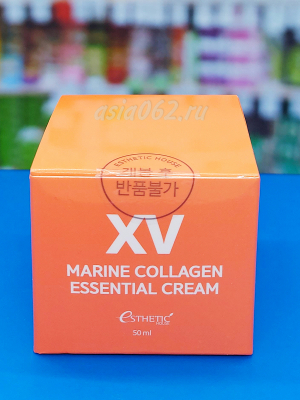 asia062.ru
ESTHETIC HOUSE
개봉 후
반품불가
XV
MARINE COLLAGEN
ESSENTIAL CREAM
eSTHETIC
HOUSE
50 ml